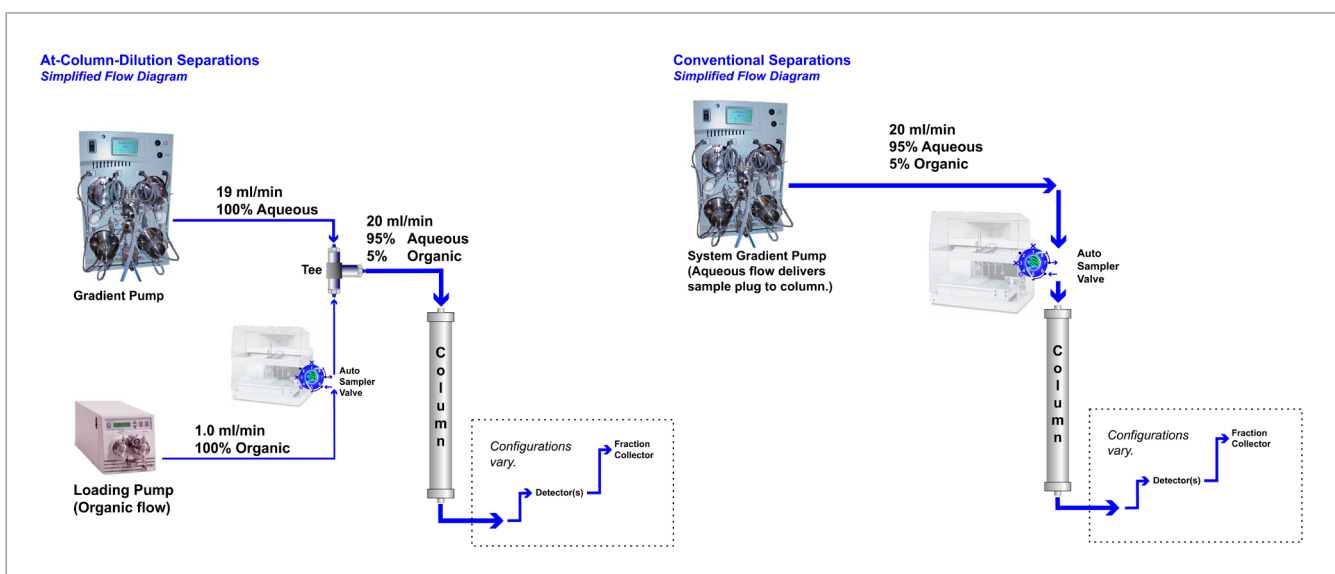 At-Column-Dilution Separations
Simplified Flow Diagram
19 ml/min
100% Aqueous
20 ml/min
95% Aqueous
5% Organic
Tee
Gradient Pump
Auto
Sampler
Valve
1.0 ml/min
100% Organic
Loading Pump
(Organic flow)
Column
Configurations
vary.
Fraction
Collector
Detector(s)
Conventional Separations
Simplified Flow Diagram
20 ml/min
95% Aqueous
5% Organic
System Gradient Pump
(Aqueous flow delivers
sample plug to column.)
Auto
Sampler
Valve
Column
Configurations
vary.
Fraction
Collector
Detector(s)